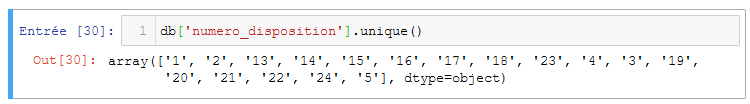 Entrée [30]: 1 db['numero_disposition'].unique()
Out[30]: array(['1', '2', '13', '14', '15', '16', '17', '18', '23', '4', '3', '19',
'20', '21', '22', '24', '5'], dtype=object)